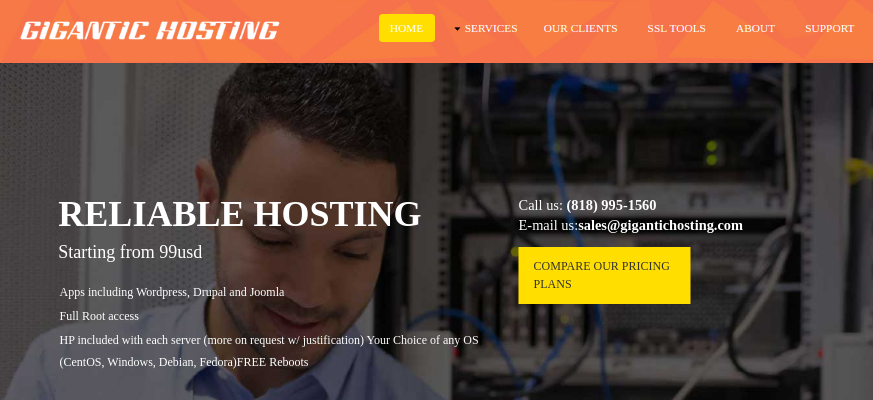 GIGANTIC HOSTING
HOME SERVICES OUR CLIENTS SSL TOOLS ABOUT SUPPORT
RELIABLE HOSTING
Starting from 99usd
Apps including Wordpress, Drupal and Joomla
Full Root access
HP included with each server (more on request w/ justification) Your Choice of any OS
(CentOS, Windows, Debian, Fedora)FREE Reboots
Call us: (818) 995-1560
E-mail us:sales@gigantichosting.com
COMPARE OUR PRICING
PLANS